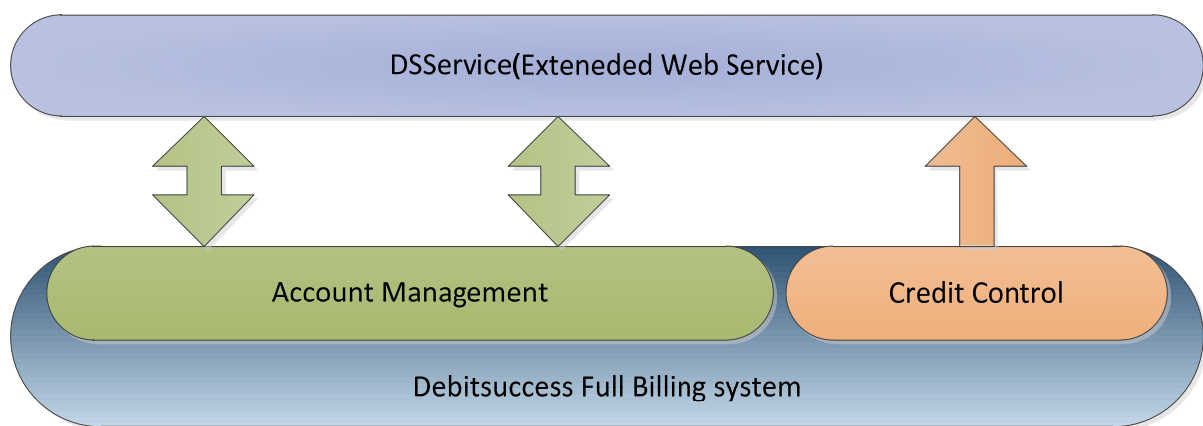 DSService(Exteneded Web Service)
Account Management
Credit Control
Debitsuccess Full Billing system